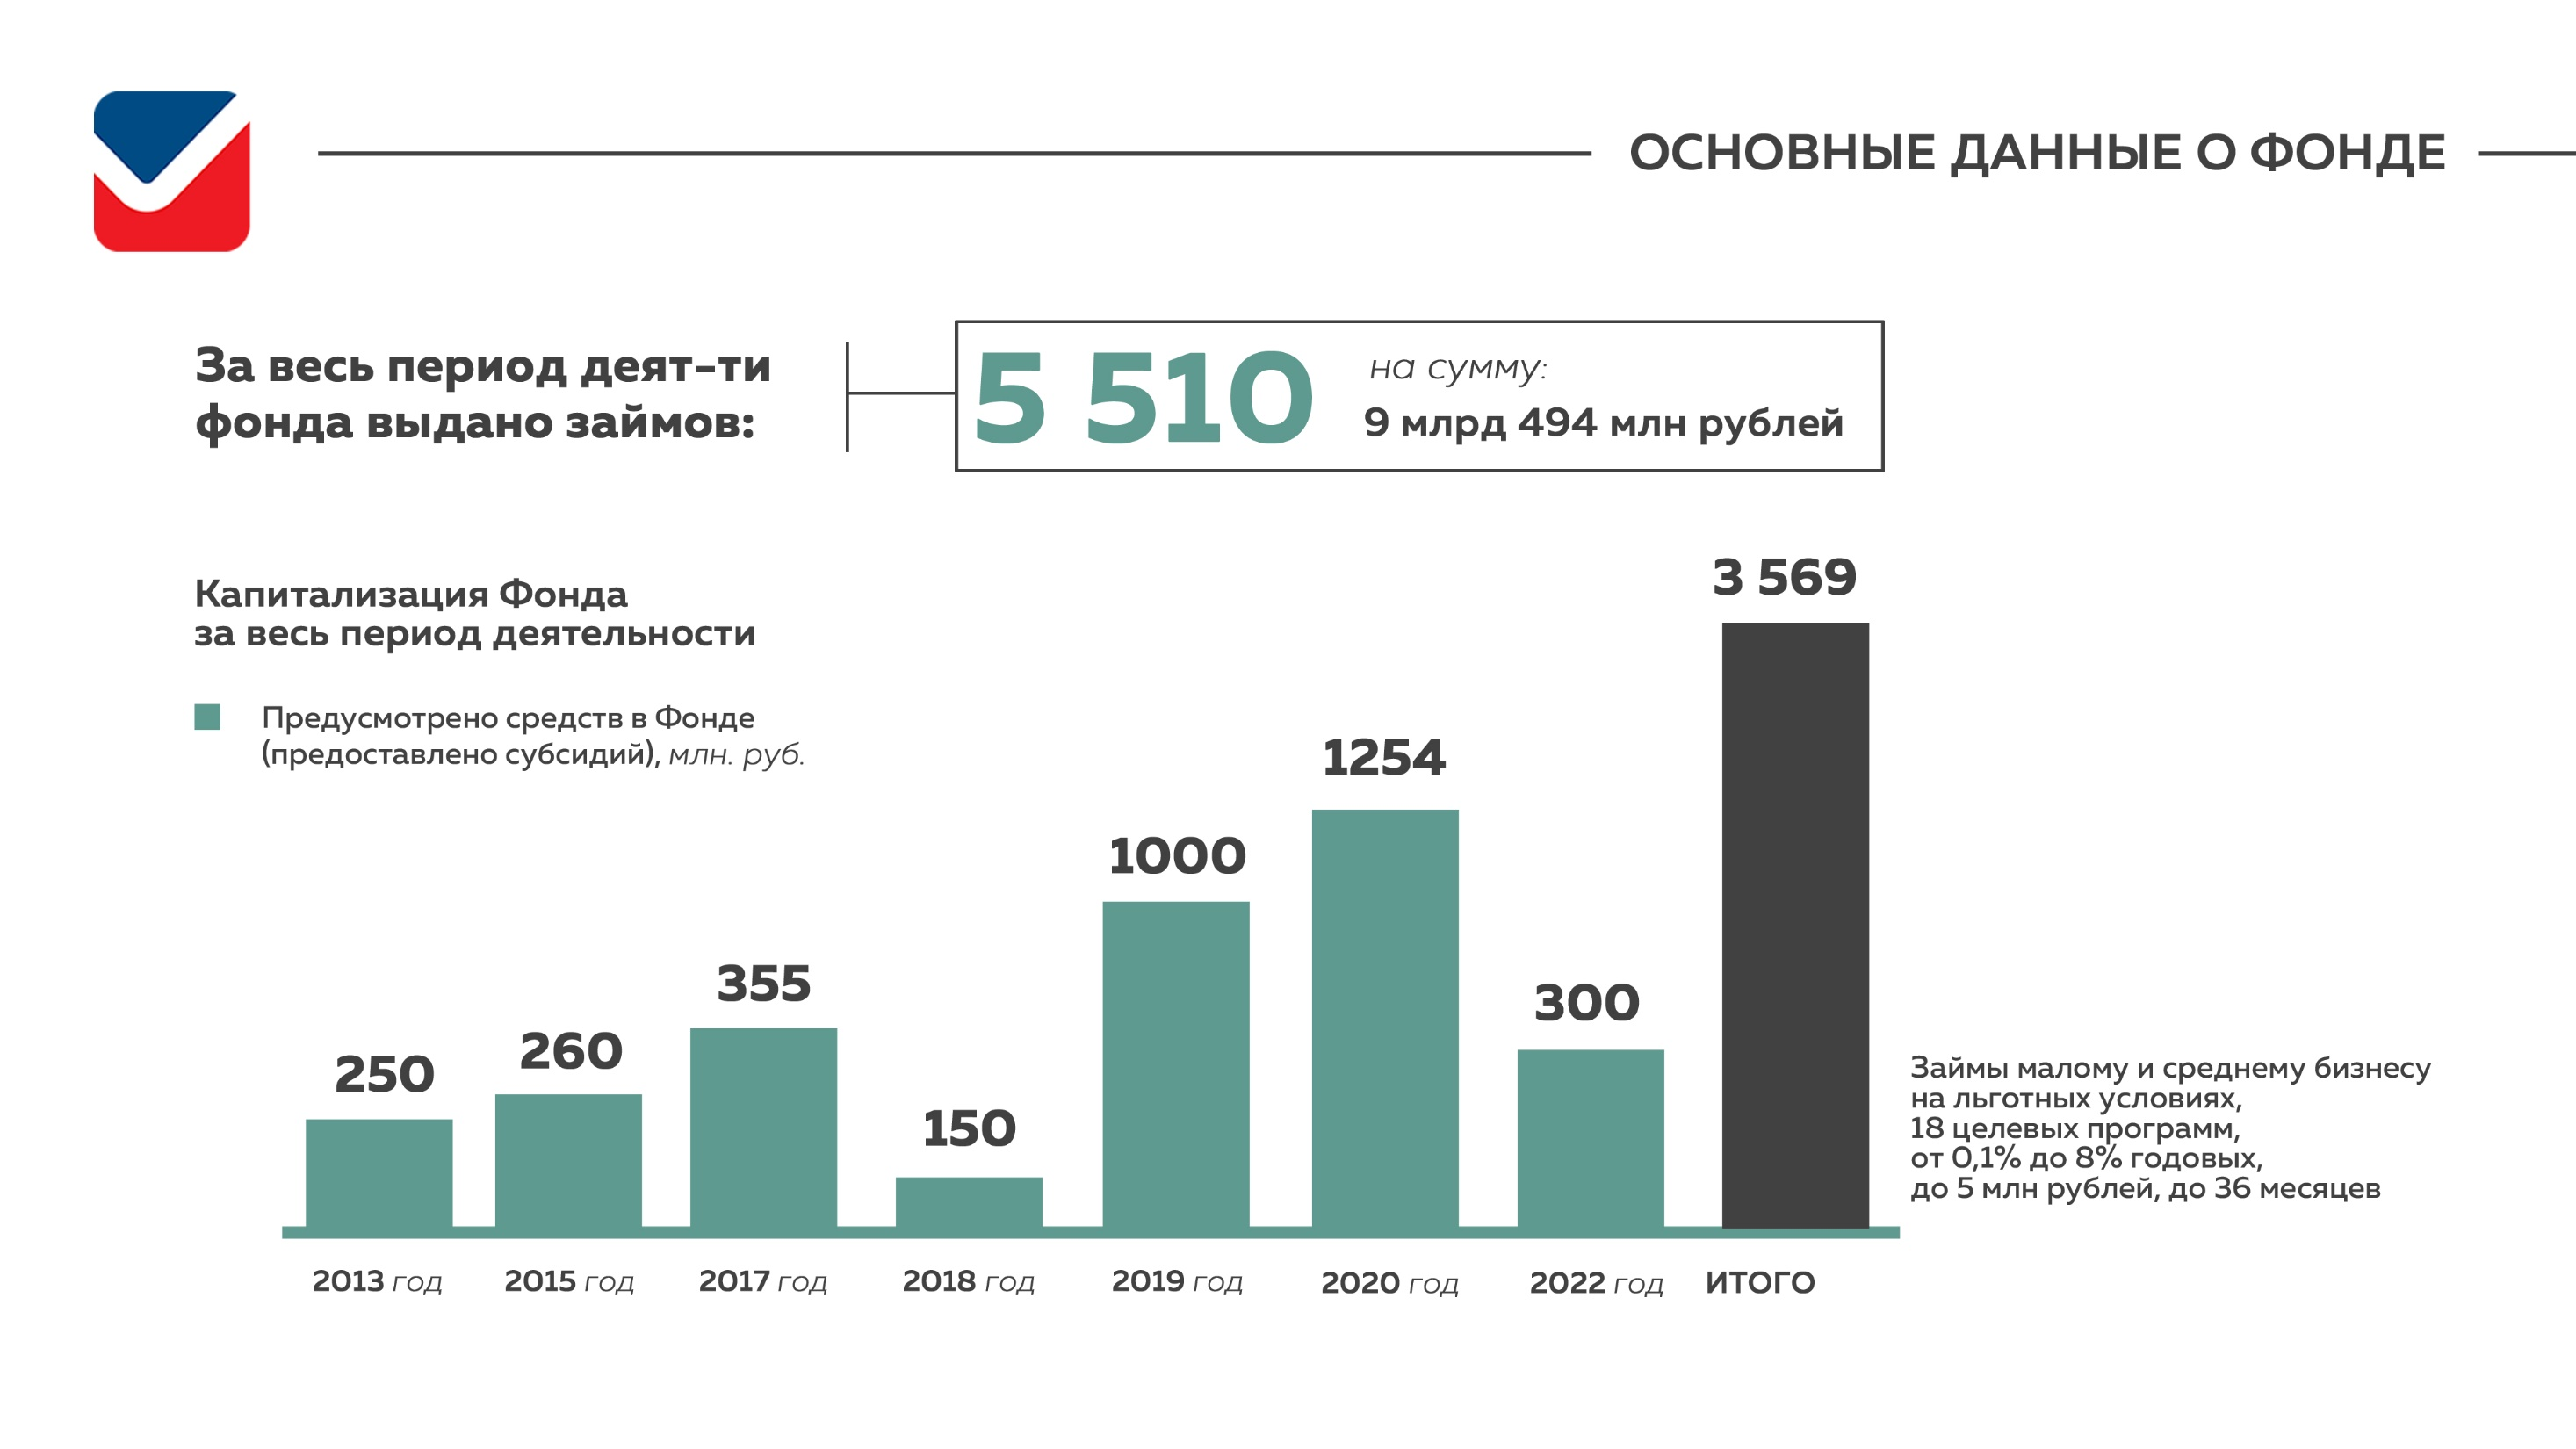 ОСНОВНЫЕ ДАННЫЕ О ФОНДЕ
За весь период деят-ти
фонда выдано займов:
5 510
на сумму:
9 млрд 494 млн рублей
Капитализация Фонда
за весь период деятельности
Предусмотрено средств в Фонде
(предоставлено субсидий), млн. руб.
250
260
355
150
1000
1254
300
3 569
2013 год
2015 год
2017 год
2018 год
2019 год
2020 год
2022 год
ИТОГО
Займы малому и среднему бизнесу
на льготных условиях,
18 целевых программ,
от 0,1% до 8% годовых,
до 5 млн рублей, до 36 месяцев